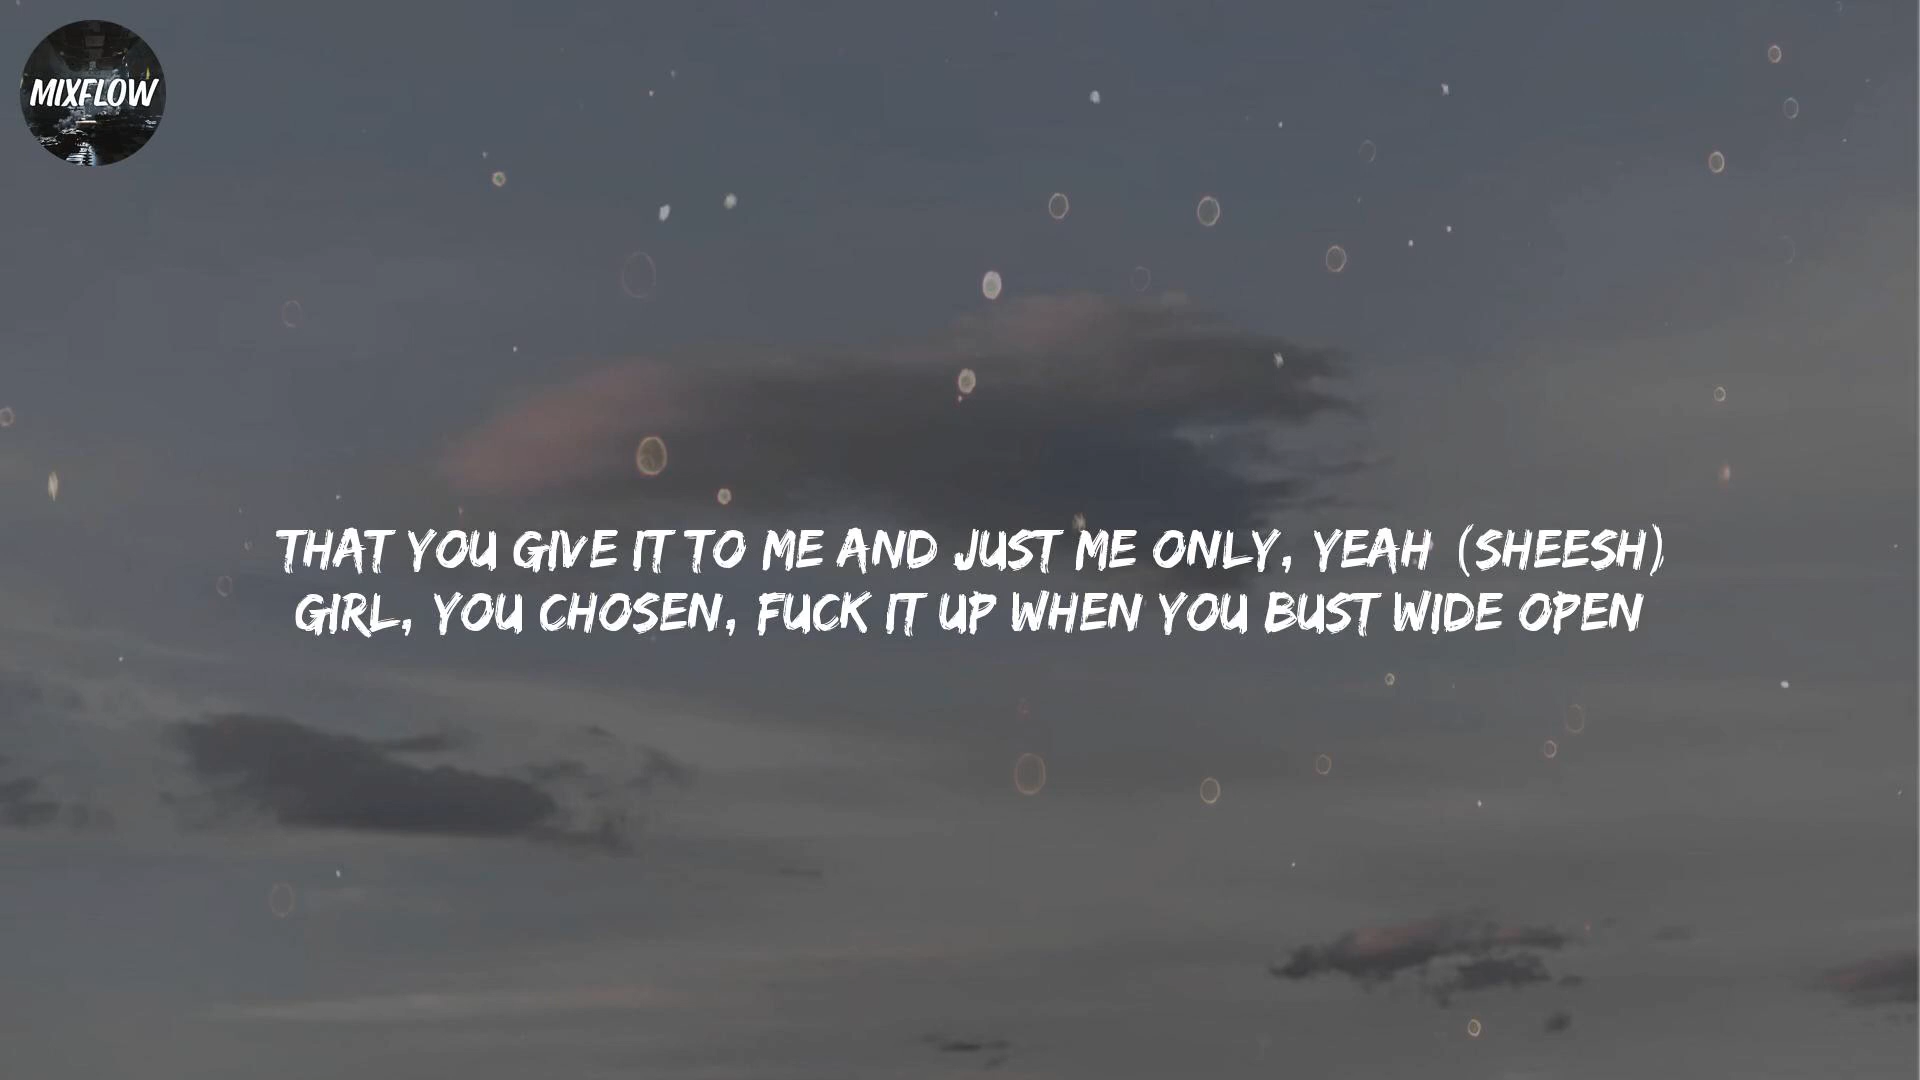 MIXFLOW
THAT YOU GIVE IT TO ME AND JUST ME ONLY, YEAH (SHEESH)
GIRL, YOU CHOSEN, FUCK IT UP WHEN YOU BUST WIDE OPEN